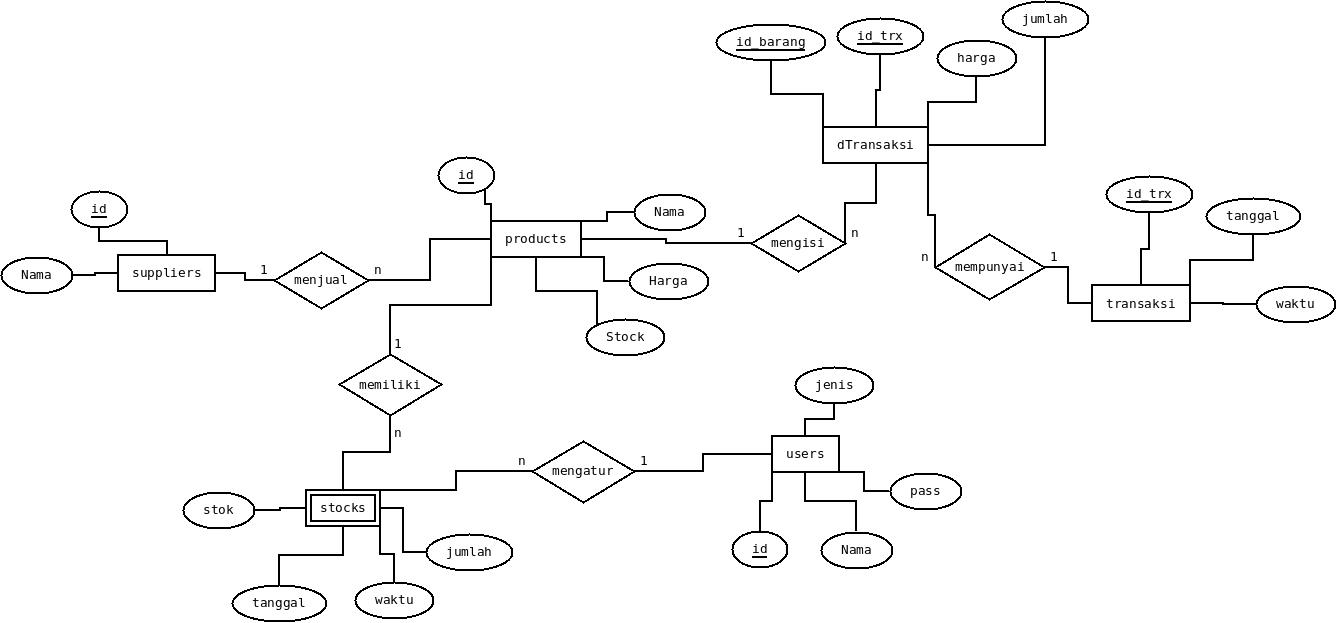 jumlah
id_barang
id_trx
harga
dTransaksi
id
id_trx
id
Nama
tanggal
products
1
mengisi
n
Nama
suppliers
1
menjual
n
Harga
n
mempunyai
1
transaksi
waktu
Stock
1
memiliki
jenis
n
n
mengatur
1
users
stok
stocks
pass
jumlah
id
Nama
tanggal
waktu